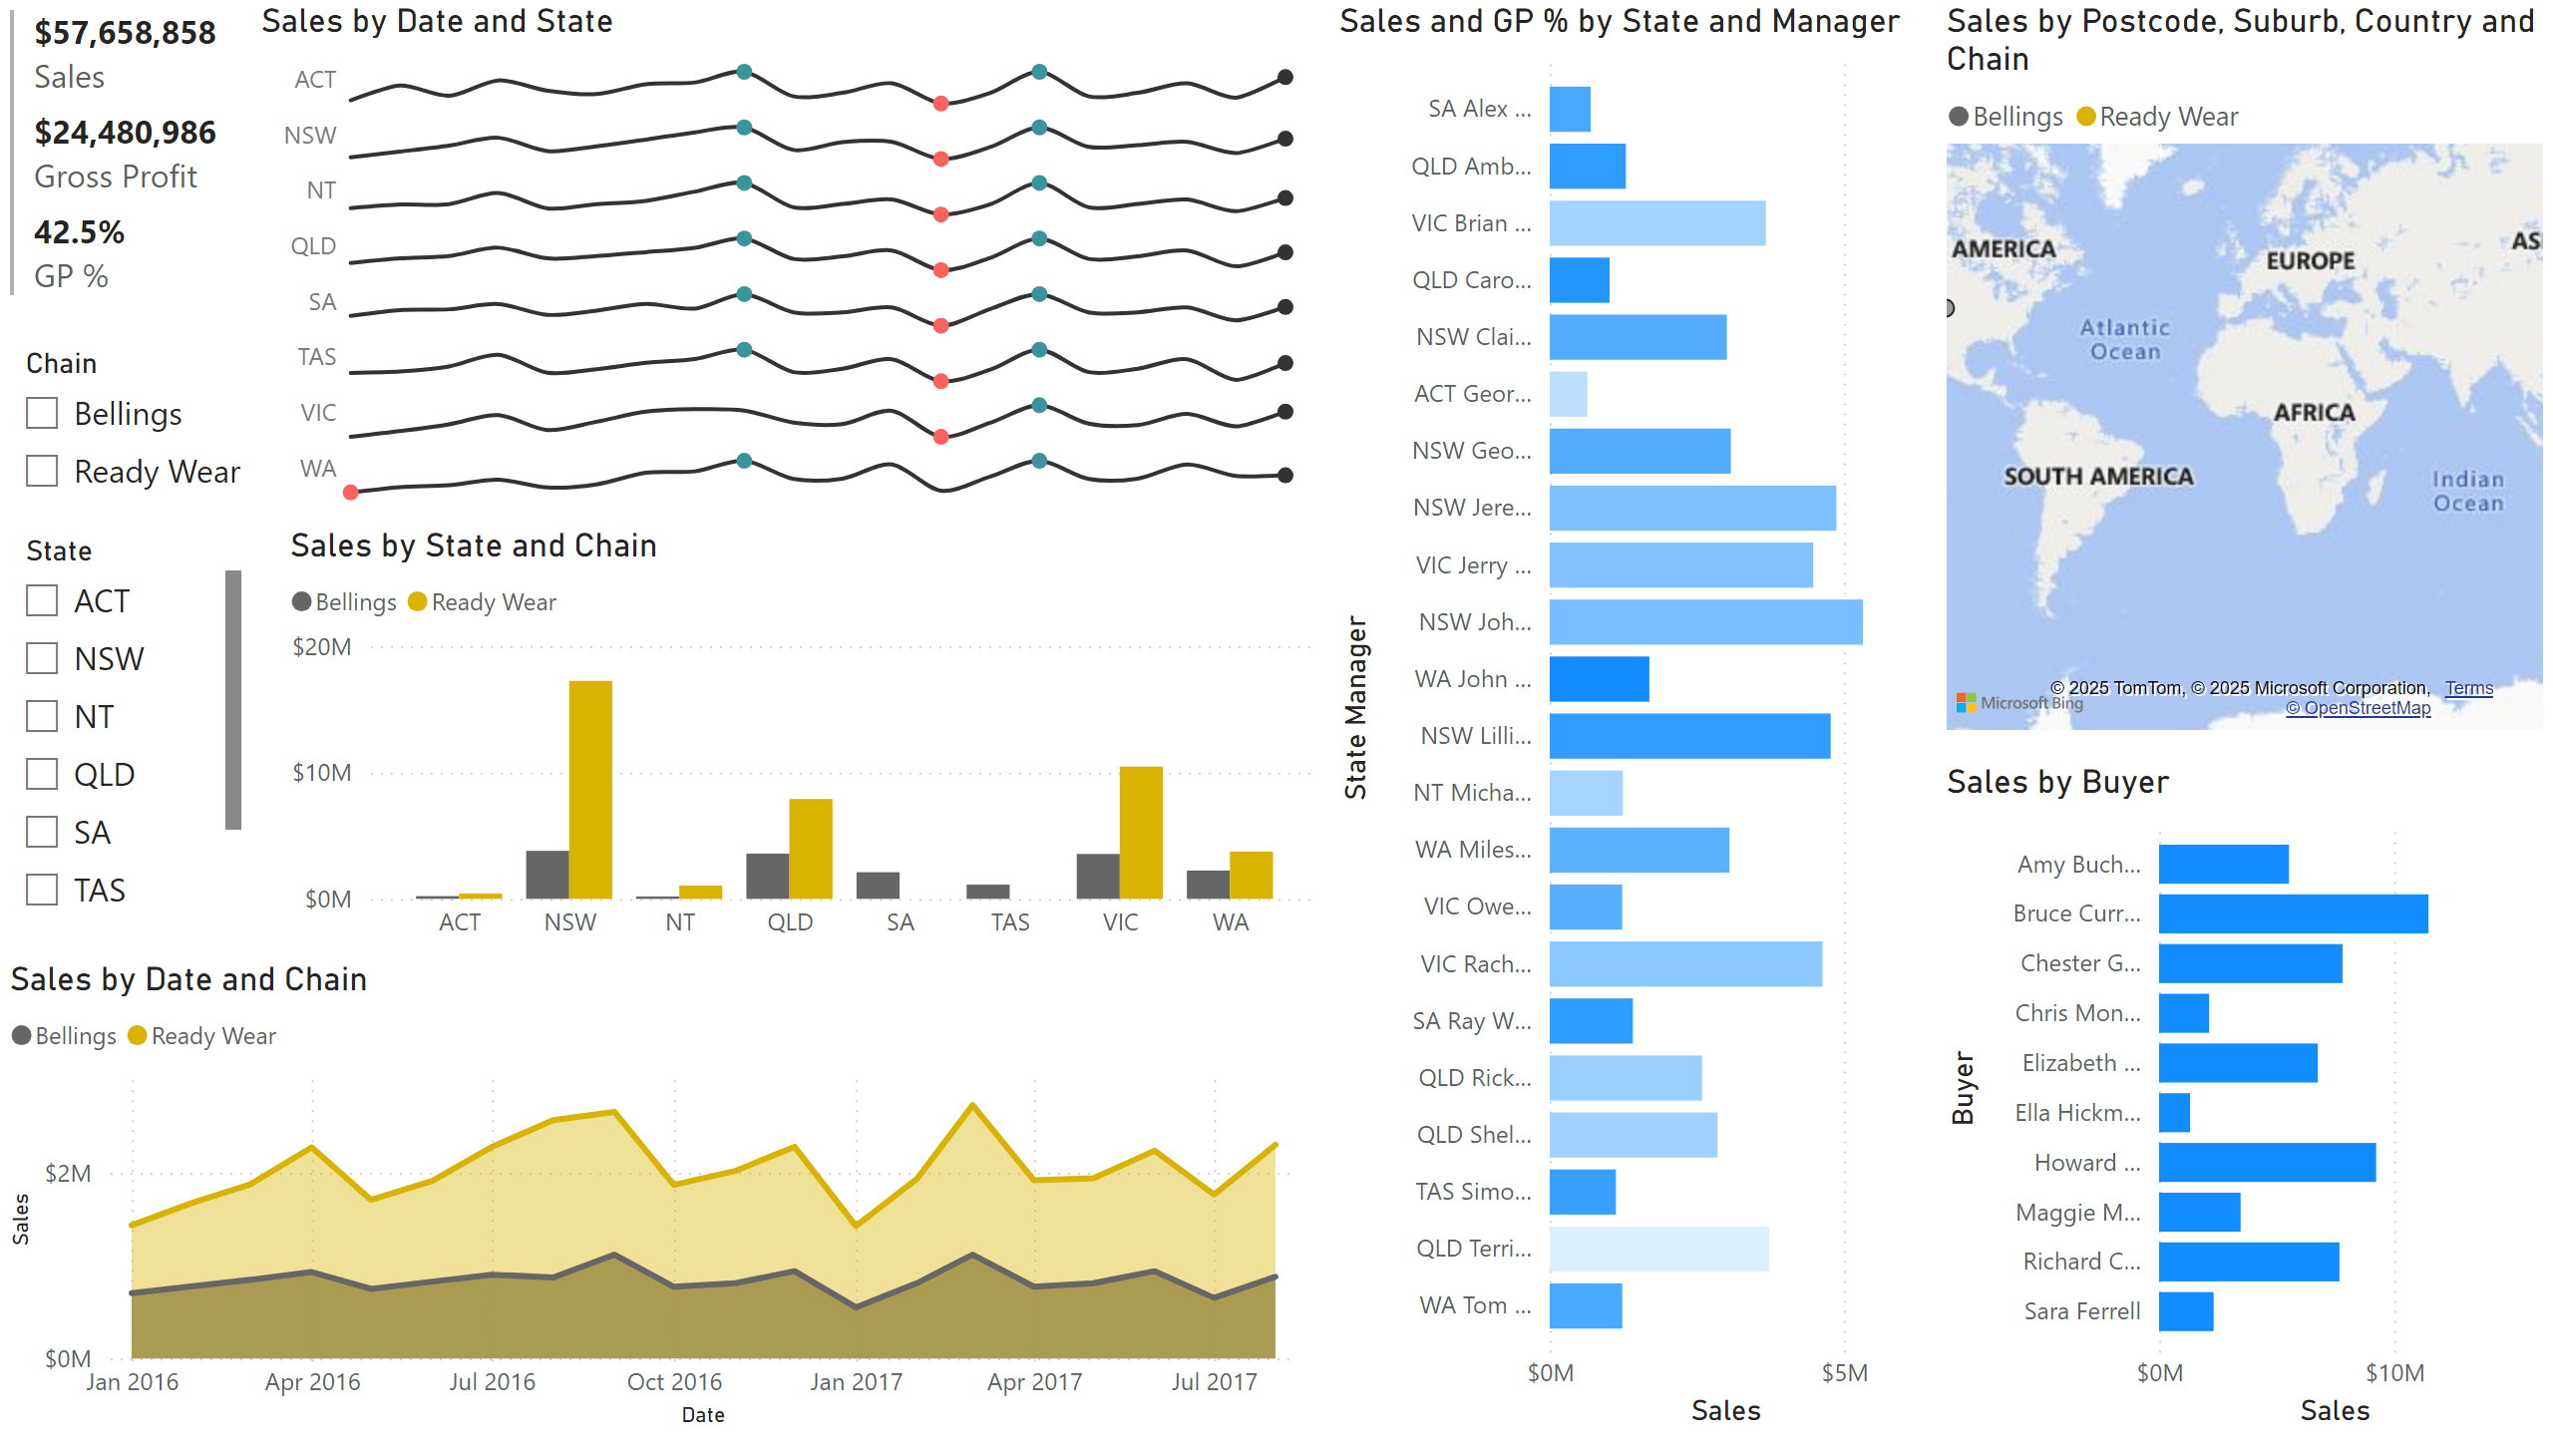 $57,658,858
Sales
$24,480,986
Gross Profit
42.5%
GP %
Chain
Bellings
Ready Wear
State
ACT
NSW
NT
QLD
SA
TAS
Sales by Date and State
ACT
NSW
NT
QLD
SA
TAS
VIC
WA
Sales by State and Chain
Bellings Ready Wear
$20M
$10M
$0M
ACT NSW NT QLD SA TAS VIC WA
Sales by Date and Chain
Bellings Ready Wear
Sales
$2M
$0M
Jan 2016 Apr 2016 Jul 2016 Oct 2016 Jan 2017 Apr 2017 Jul 2017
Date
Sales and GP % by State and Manager
State Manager
SA Alex ...
QLD Amb...
VIC Brian ...
QLD Caro...
NSW Clai...
ACT Geor...
NSW Geo...
NSW Jere...
VIC Jerry ...
NSW Joh...
WA John ...
NSW Lilli...
NT Micha...
WA Miles...
VIC Owe...
VIC Rach...
SA Ray W...
QLD Rick...
QLD Shel...
TAS Simo...
QLD Terri...
WA Tom ...
$0M $5M
Sales
Sales by Postcode, Suburb, Country and
Chain
Bellings Ready Wear
AMERICA
EUROPE
AS
Atlantic
Ocean
AFRICA
SOUTH AMERICA
Indian
Ocean
© 2025 TomTom, © 2025 Microsoft Corporation, Terms
Microsoft Bing
© OpenStreetMap
Sales by Buyer
Buyer
Amy Buch...
Bruce Curr...
Chester G...
Chris Mon...
Elizabeth ...
Ella Hickm...
Howard ...
Maggie M...
Richard C...
Sara Ferrell
$0M $10M
Sales